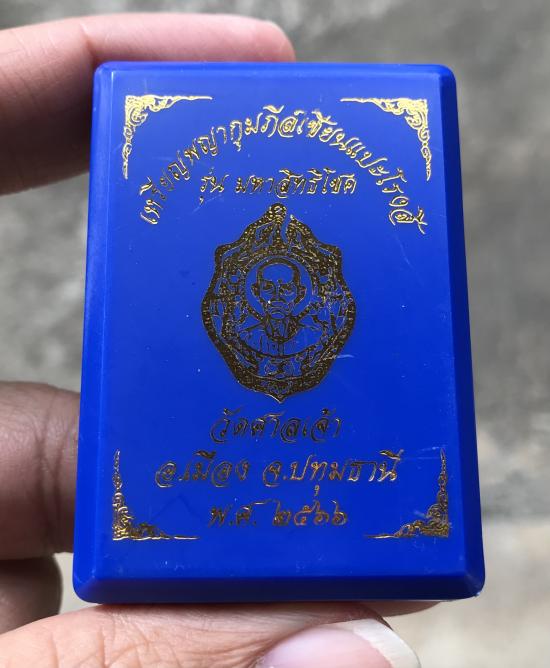 เหรียญพญากุมภีล์เซียนแปะโรงสี
รุ่น มหาสิทธิโชค
วัดศาลเจ้า
อ.เมือง จ.ปทุมธานี
พ.ศ. ๒๕๖๖